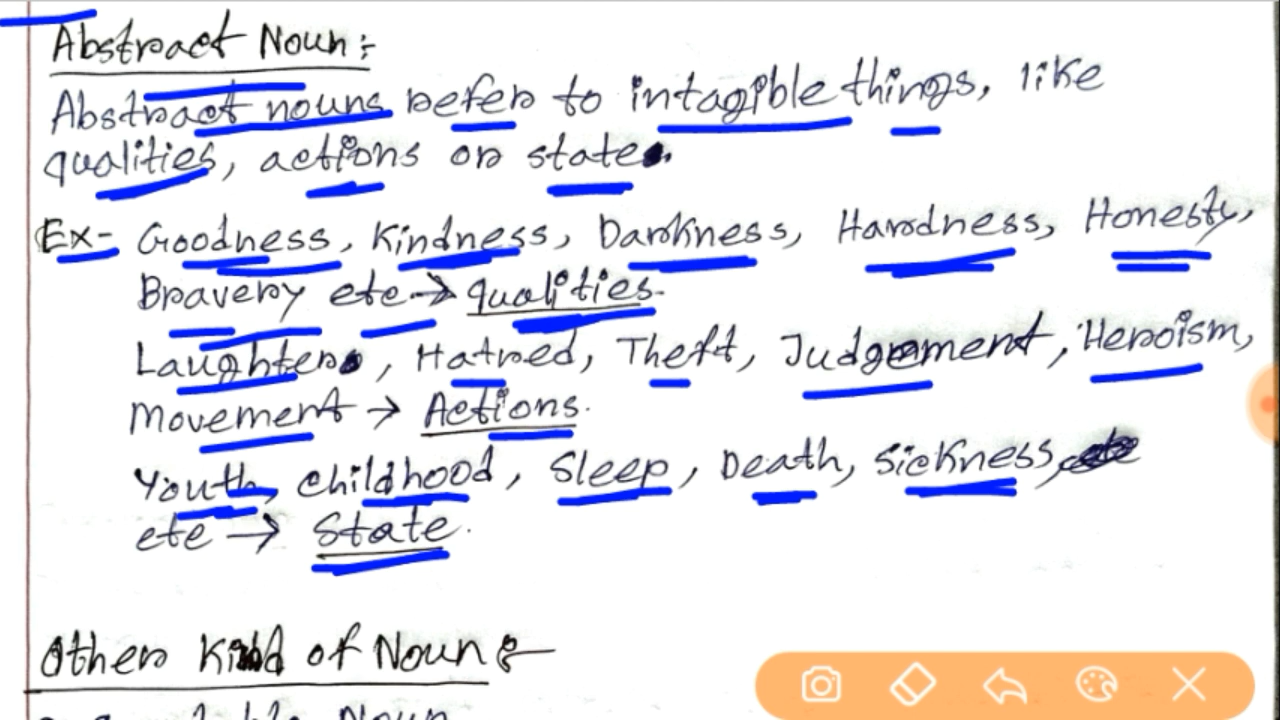 Abstract Noun:-
Abstract nouns refer to intagible things, like
qualities, actions or state.
Ex- Goodness, Kindness, Darkness, Hardness, Honesty,
Bravery etc → qualities.
Laughter, Hatred, Theft, Judgement, Heroism,
Movement → Actions.
Youth, childhood, Sleep, Death, Sickness,
etc → State.
Other Kind of Noun:-
Noun